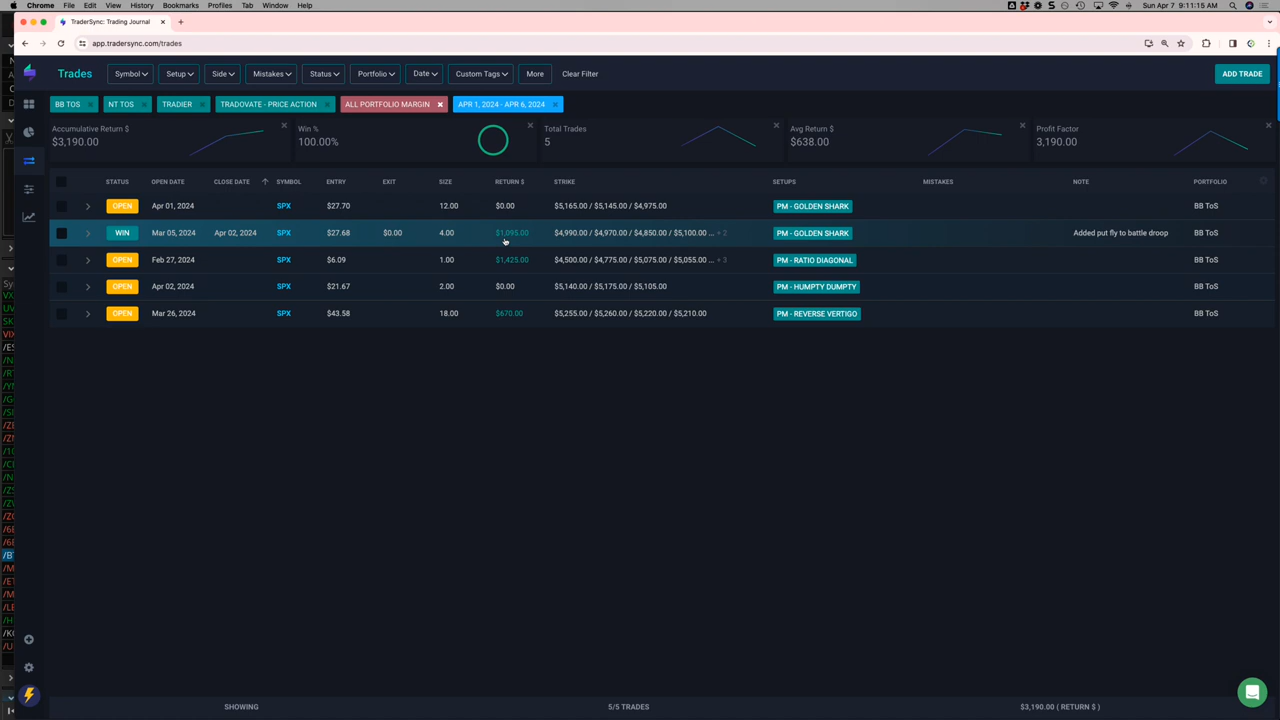 Chrome File Edit View History Bookmarks Profiles Tab Window Help Sun Apr 7 9:11:15 AM
TraderSync: Trading Journal
app.tradersync.com/trades
Trades Symbol Setup Side Mistakes Status Portfolio Date Custom Tags More Clear Filter ADD TRADE
BB TOS NT TOS TRADIER TRADOVATE - PRICE ACTION ALL PORTFOLIO MARGIN APR 1, 2024 - APR 6, 2024
Accumulative Return $ Win % Total Trades Avg Return $ Profit Factor
$3,190.00 100.00% 5 $638.00 3,190.00
STATUS OPEN DATE CLOSE DATE SYMBOL ENTRY EXIT SIZE RETURN $ STRIKE SETUPS MISTAKES NOTE PORTFOLIO
OPEN Apr 01, 2024 SPX $27.70 12.00 $0.00 $5,165.00 / $5,145.00 / $4,975.00 PM - GOLDEN SHARK BB ToS
WIN Mar 05, 2024 Apr 02, 2024 SPX $27.68 $0.00 4.00 $1,095.00 $4,990.00 / $4,970.00 / $4,850.00 / $5,100.00 ... + 2 PM - GOLDEN SHARK Added put fly to battle droop BB ToS
OPEN Feb 27, 2024 SPX $6.09 1.00 $1,425.00 $4,500.00 / $4,775.00 / $5,075.00 / $5,055.00 ... + 3 PM - RATIO DIAGONAL BB ToS
OPEN Apr 02, 2024 SPX $21.67 2.00 $0.00 $5,140.00 / $5,175.00 / $5,105.00 PM - HUMPTY DUMPTY BB ToS
OPEN Mar 26, 2024 SPX $43.58 18.00 $670.00 $5,255.00 / $5,260.00 / $5,220.00 / $5,210.00 PM - REVERSE VERTIGO BB ToS
SHOWING 5/5 TRADES $3,190.00 ( RETURN $ )